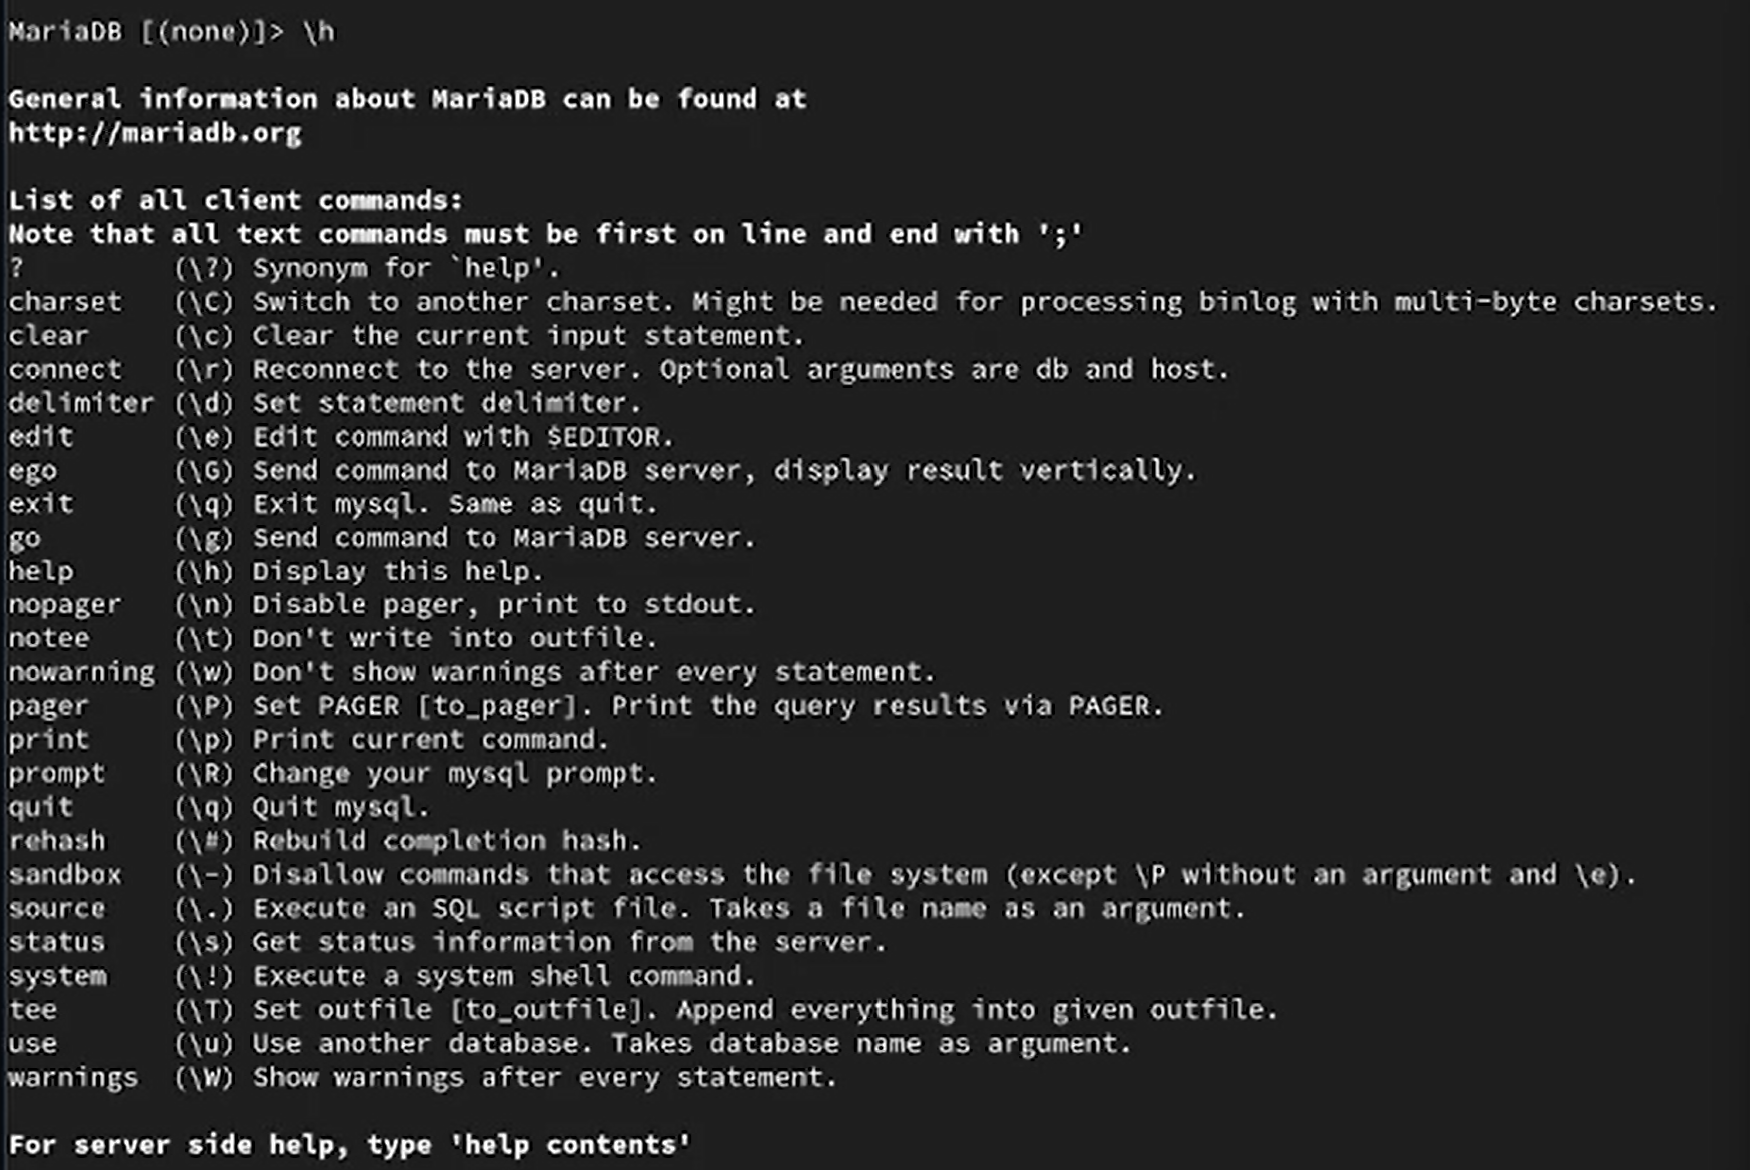 MariaDB [(none)]> \h
General information about MariaDB can be found at
http://mariadb.org
List of all client commands:
Note that all text commands must be first on line and end with ';'
?         (\?) Synonym for `help'.
charset   (\C) Switch to another charset. Might be needed for processing binlog with multi-byte charsets.
clear     (\c) Clear the current input statement.
connect   (\r) Reconnect to the server. Optional arguments are db and host.
delimiter (\d) Set statement delimiter.
edit      (\e) Edit command with $EDITOR.
ego       (\G) Send command to MariaDB server, display result vertically.
exit      (\q) Exit mysql. Same as quit.
go        (\g) Send command to MariaDB server.
help      (\h) Display this help.
nopager   (\n) Disable pager, print to stdout.
notee     (\t) Don't write into outfile.
nowarning (\w) Don't show warnings after every statement.
pager     (\P) Set PAGER [to_pager]. Print the query results via PAGER.
print     (\p) Print current command.
prompt    (\R) Change your mysql prompt.
quit      (\q) Quit mysql.
rehash    (\#) Rebuild completion hash.
sandbox   (\-) Disallow commands that access the file system (except \P without an argument and \e).
source    (\.) Execute an SQL script file. Takes a file name as an argument.
status    (\s) Get status information from the server.
system    (\!) Execute a system shell command.
tee       (\T) Set outfile [to_outfile]. Append everything into given outfile.
use       (\u) Use another database. Takes database name as argument.
warnings  (\W) Show warnings after every statement.
For server side help, type 'help contents'